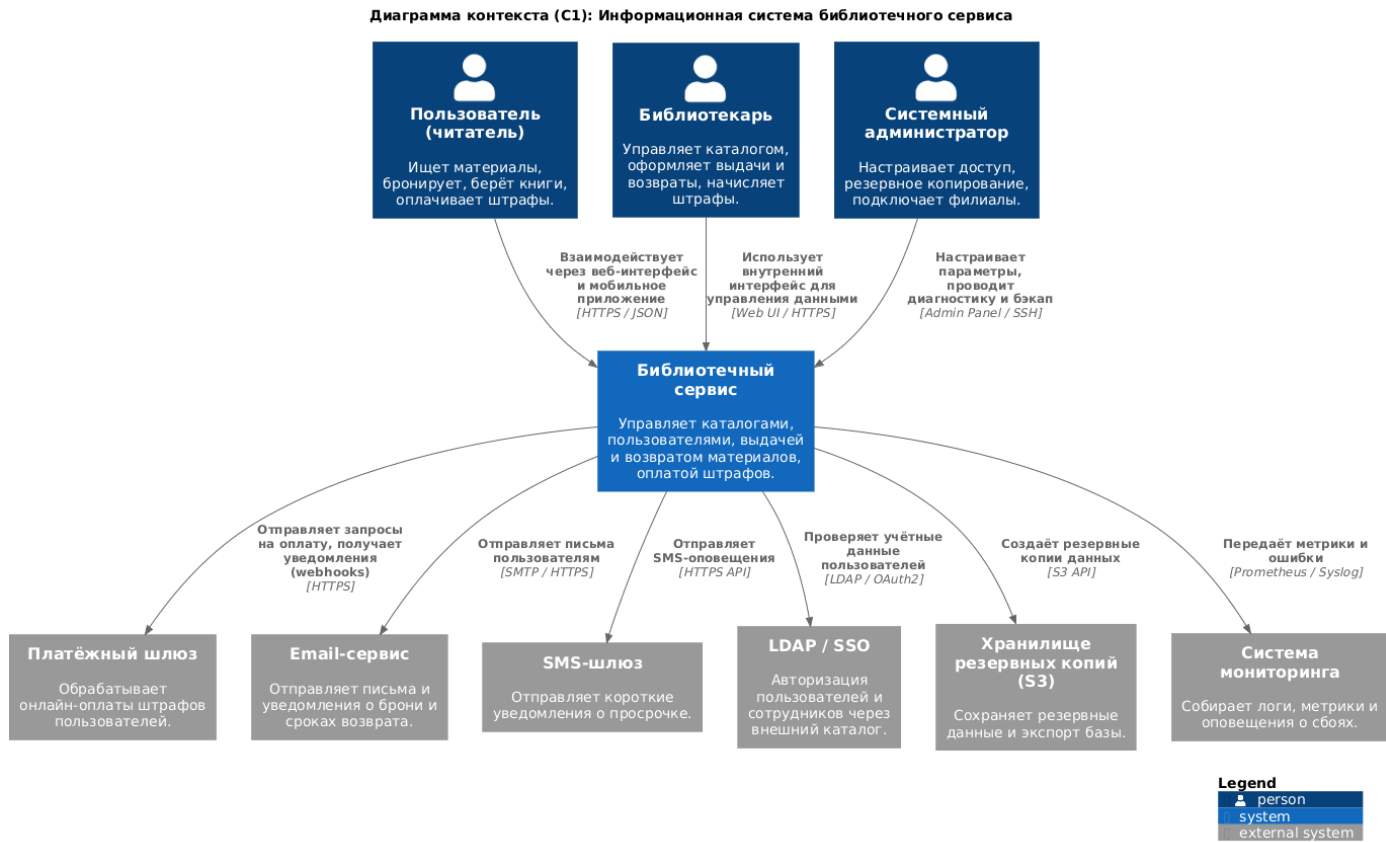 Диаграмма контекста (C1): Информационная система библиотечного сервиса
Пользователь
(читатель)
Ищет материалы,
бронирует, берёт книги,
оплачивает штрафы.
Библиотекарь
Управляет каталогом,
оформляет выдачи и
возвраты, начисляет
штрафы.
Системный
администратор
Настраивает доступ,
резервное копирование,
подключает филиалы.
Взаимодействует
через веб-интерфейс
и мобильное
приложение
[HTTPS / JSON]
Использует
внутренний
интерфейс для
управления данными
[Web UI / HTTPS]
Настраивает
параметры,
проводит
диагностику и бэкап
[Admin Panel / SSH]
Библиотечный
сервис
Управляет каталогами,
пользователями, выдачей
и возвратом материалов,
оплатой штрафов.
Отправляет запросы
на оплату, получает
уведомления
(webhooks)
[HTTPS]
Отправляет письма
пользователям
[SMTP / HTTPS]
Отправляет
SMS-оповещения
[HTTPS API]
Проверяет учётные
данные
пользователей
[LDAP / OAuth2]
Создаёт резервные
копии данных
[S3 API]
Передаёт метрики и
ошибки
[Prometheus / Syslog]
Платёжный шлюз
Обрабатывает
онлайн-оплаты штрафов
пользователей.
Email-сервис
Отправляет письма и
уведомления о брони и
сроках возврата.
SMS-шлюз
Отправляет короткие
уведомления о просрочке.
LDAP / SSO
Авторизация
пользователей и
сотрудников через
внешний каталог.
Хранилище
резервных копий
(S3)
Сохраняет резервные
данные и экспорт базы.
Система
мониторинга
Собирает логи, метрики и
оповещения о сбоях.
Legend
person
system
external system